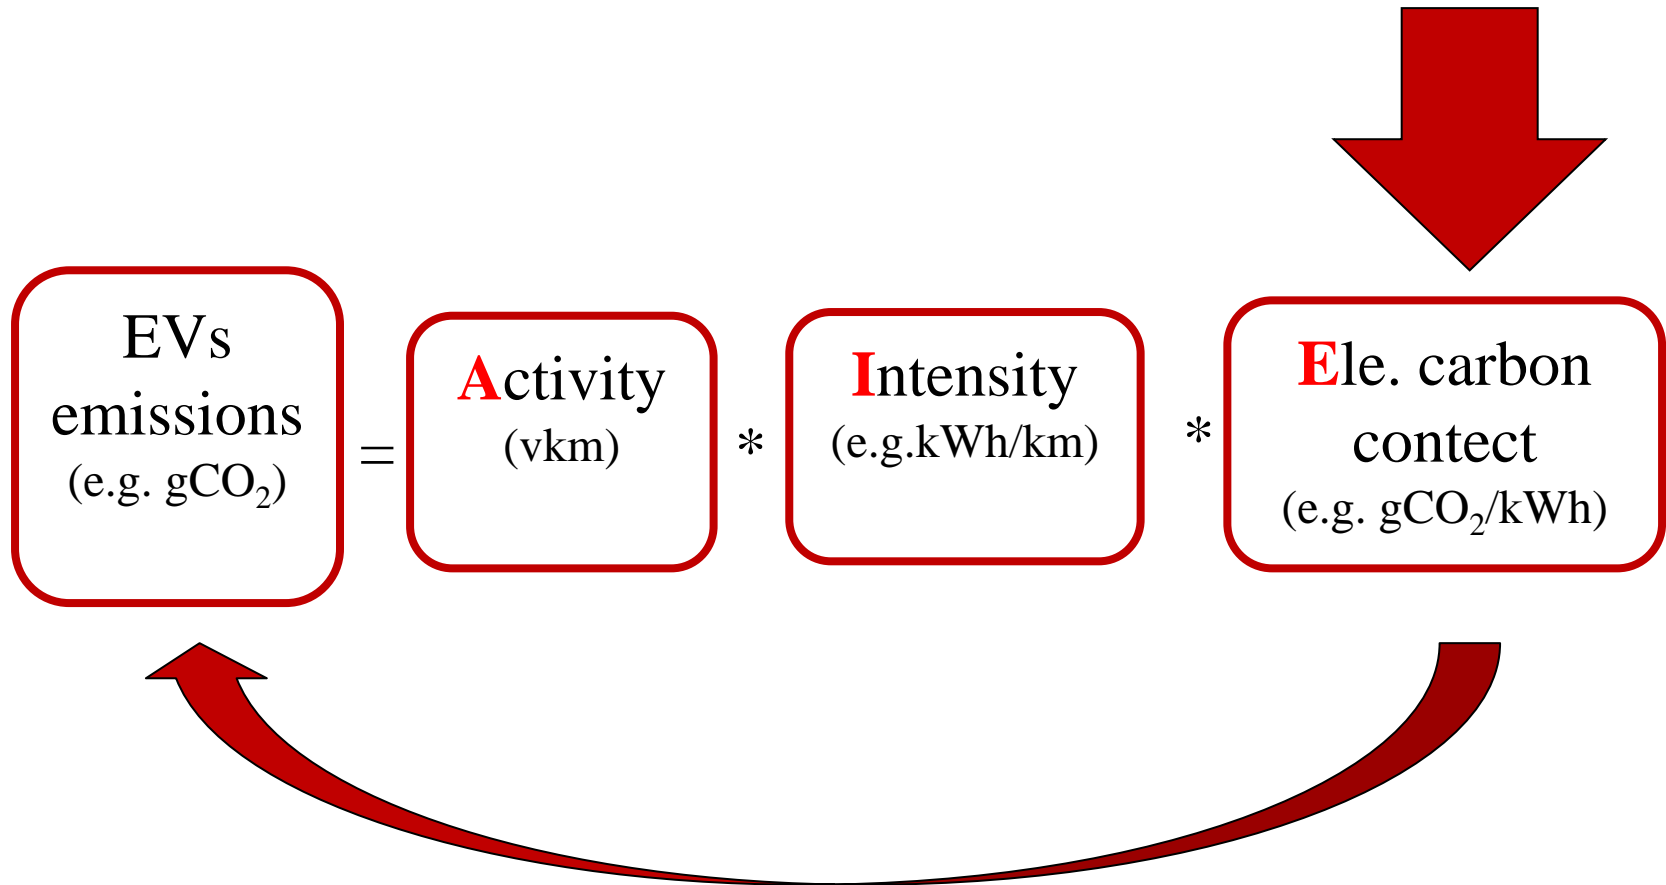 EVs
emissions
(e.g. gCO₂)
=
Activity
(vkm)
*
Intensity
(e.g.kWh/km)
*
Ele. carbon
contect
(e.g. gCO₂/kWh)